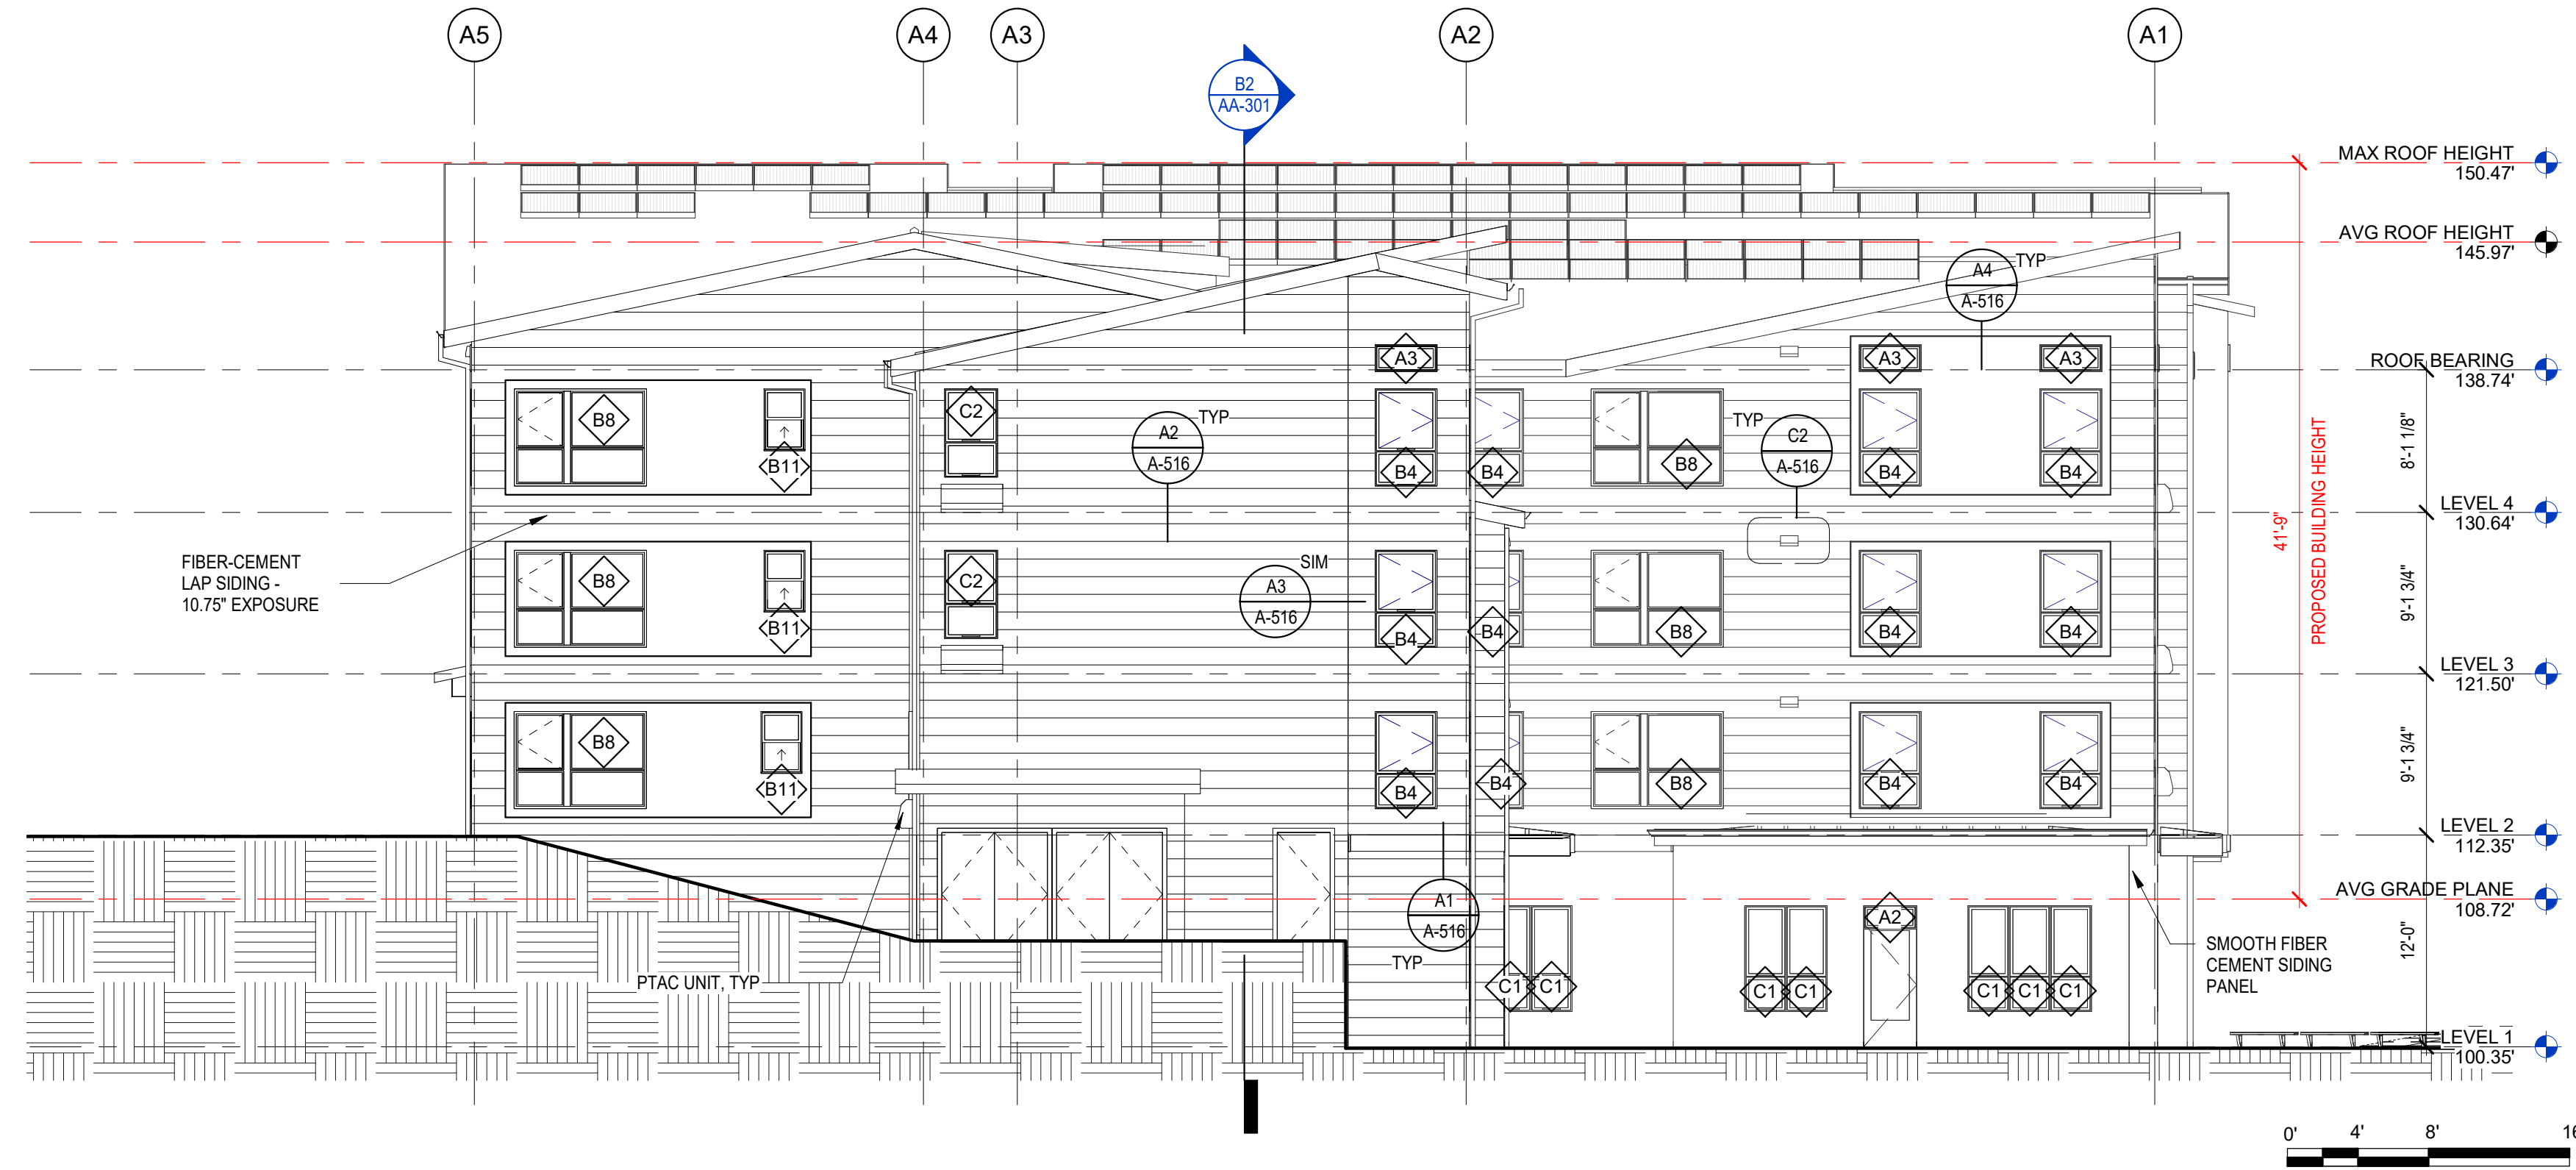 A5
A4
A3
A2
A1
B2
AA-301
MAX ROOF HEIGHT
150.47'
AVG ROOF HEIGHT
145.97'
A4
TYP
A-516
A3
A3
A3
ROOF BEARING
138.74'
B8
C2
A2
TYP
A-516
TYP
C2
A-516
B11
B4
B4
B8
B4
B4
8'-1 1/8"
PROPOSED BUILDING HEIGHT
41'-9"
LEVEL 4
130.64'
FIBER-CEMENT
LAP SIDING -
10.75" EXPOSURE
B8
C2
SIM
A3
A-516
B11
B4
B4
B8
B4
B4
9'-1 3/4"
LEVEL 3
121.50'
B8
B11
B4
B4
B8
B4
B4
9'-1 3/4"
LEVEL 2
112.35'
AVG GRADE PLANE
108.72'
A1
A-516
TYP
A2
12'-0"
SMOOTH FIBER
CEMENT SIDING
PANEL
PTAC UNIT, TYP
C1
C1
C1
C1
C1
C1
C1
LEVEL 1
100.35'
0'
4'
8'
16